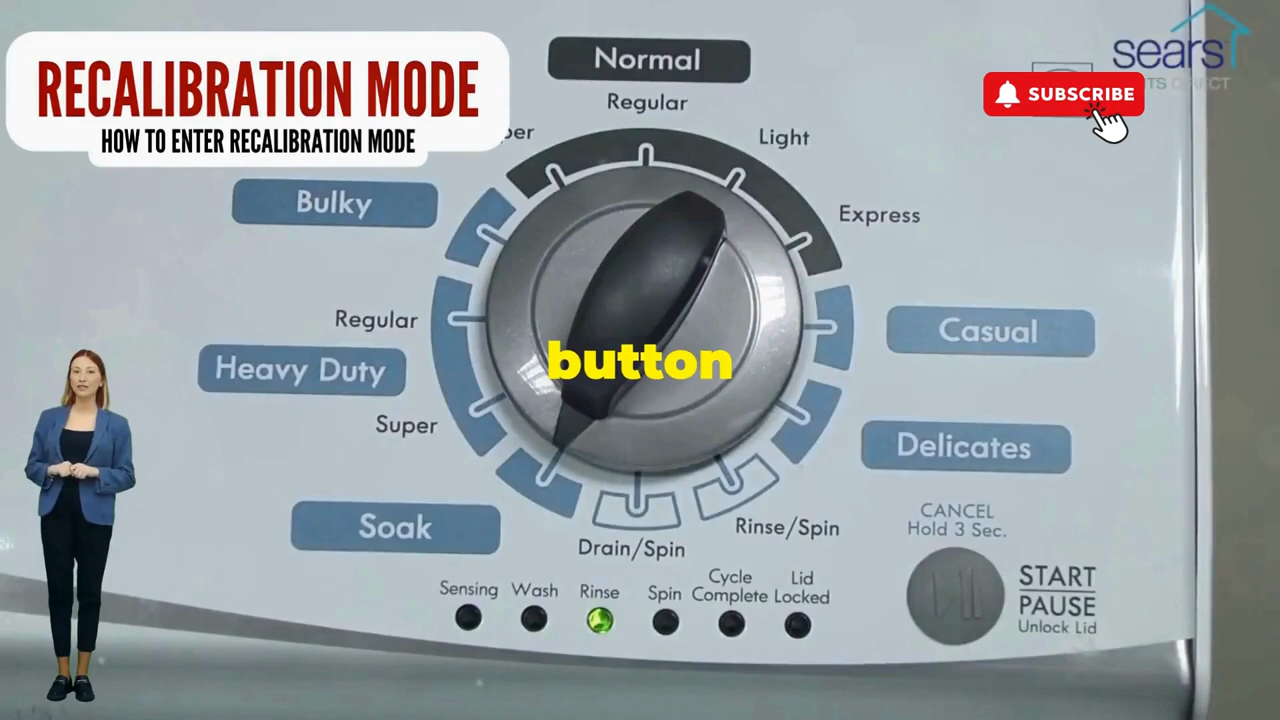 RECALIBRATION MODE
HOW TO ENTER RECALIBRATION MODE
sears
SUBSCRIBE
Normal
Regular
Light
Bulky
Express
Regular
Casual
Heavy Duty
button
Super
Delicates
Soak
Rinse/Spin
Drain/Spin
CANCEL
Hold 3 Sec.
Sensing Wash Rinse Spin Cycle Complete Lid Locked
START
PAUSE
Unlock Lid